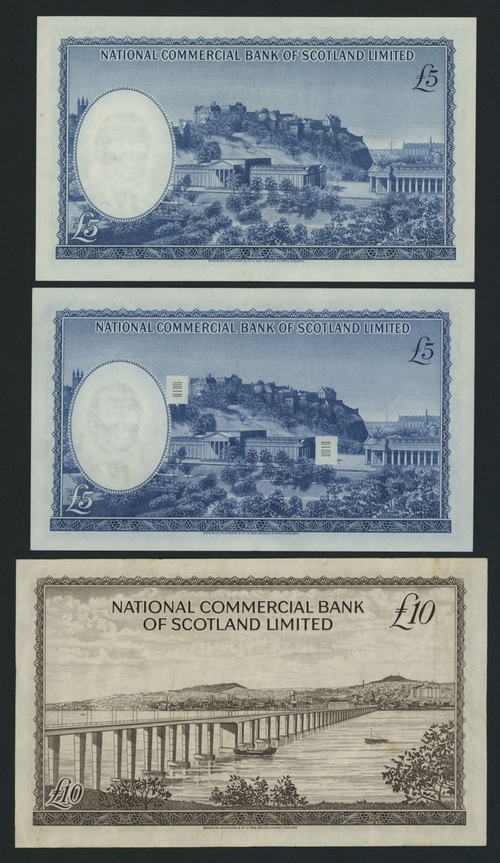 NATIONAL COMMERCIAL BANK OF SCOTLAND LIMITED
£5
£5
NATIONAL COMMERCIAL BANK OF SCOTLAND LIMITED
£5
£5
NATIONAL COMMERCIAL BANK
OF SCOTLAND LIMITED
£10
£10